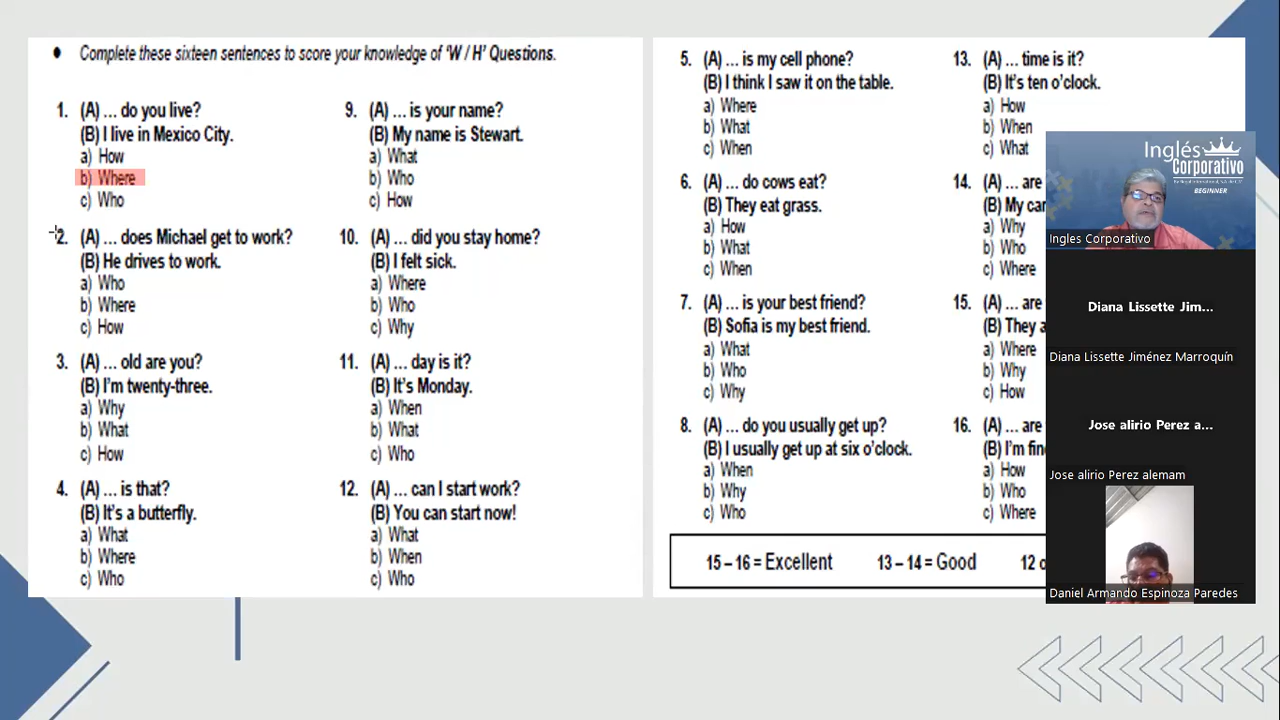 Complete these sixteen sentences to score your knowledge of 'W / H' Questions.
1. (A) … do you live?
(B) I live in Mexico City.
a) How
b) Where
c) Who
2. (A) … does Michael get to work?
(B) He drives to work.
a) Who
b) Where
c) How
3. (A) … old are you?
(B) I'm twenty-three.
a) Why
b) What
c) How
4. (A) … is that?
(B) It's a butterfly.
a) What
b) Where
c) Who
9. (A) … is your name?
(B) My name is Stewart.
a) What
b) Who
c) How
10. (A) … did you stay home?
(B) I felt sick.
a) Where
b) Who
c) Why
11. (A) … day is it?
(B) It's Monday.
a) When
b) What
c) Who
12. (A) … can I start work?
(B) You can start now!
a) What
b) When
c) Who
5. (A) … is my cell phone?
(B) I think I saw it on the table.
a) Where
b) What
c) When
6. (A) … do cows eat?
(B) They eat grass.
a) How
b) What
c) When
7. (A) … is your best friend?
(B) Sofia is my best friend.
a) What
b) Who
c) Why
8. (A) … do you usually get up?
(B) I usually get up at six o'clock.
a) When
b) Why
c) Who
13. (A) … time is it?
(B) It's ten o'clock.
a) How
b) When
c) What
14. (A) … are
(B) My car
a) Why
b) Who
c) Where
15. (A) … are
(B) They a
a) Where
b) Why
c) How
16. (A) … are
(B) I'm fin
a) How
b) Who
c) Where
15 – 16 = Excellent 13 – 14 = Good 12 o
Inglés
Corporativo
BEGINNER
Ingles Corporativo
Diana Lissette Jim...
Diana Lissette Jiménez Marroquín
Jose alirio Perez a...
Jose alirio Perez alemam
Daniel Armando Espinoza Paredes